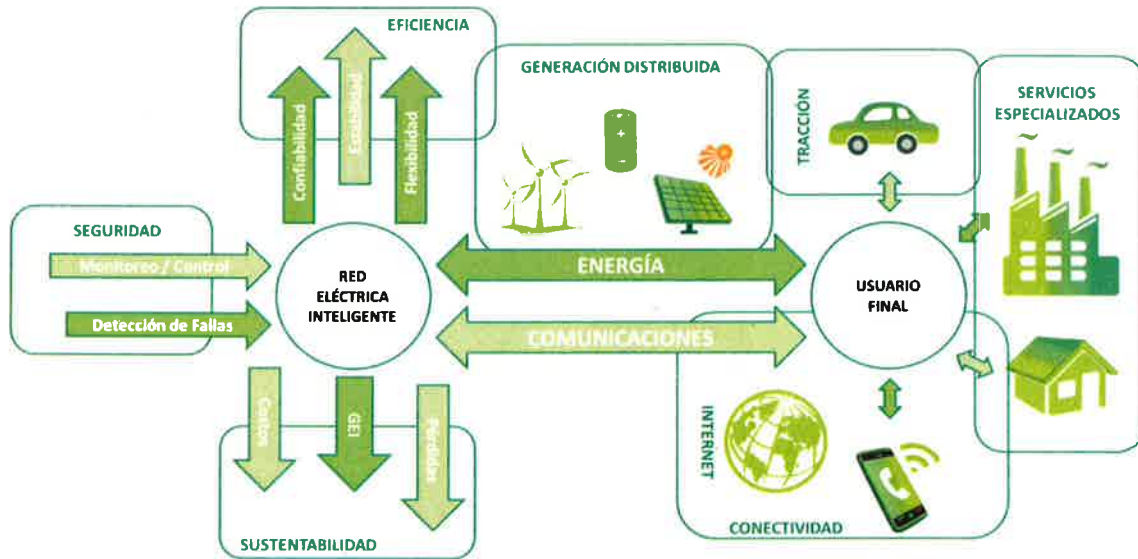 EFICIENCIA
Confiabilidad
Estabilidad
Flexibilidad
GENERACIÓN DISTRIBUIDA
+
TRACCIÓN
SERVICIOS
ESPECIALIZADOS
SEGURIDAD
Monitoreo / Control
Detección de Fallas
RED
ELÉCTRICA
INTELIGENTE
ENERGÍA
COMUNICACIONES
USUARIO
FINAL
Costos
GEI
Pérdidas
SUSTENTABILIDAD
INTERNET
CONECTIVIDAD